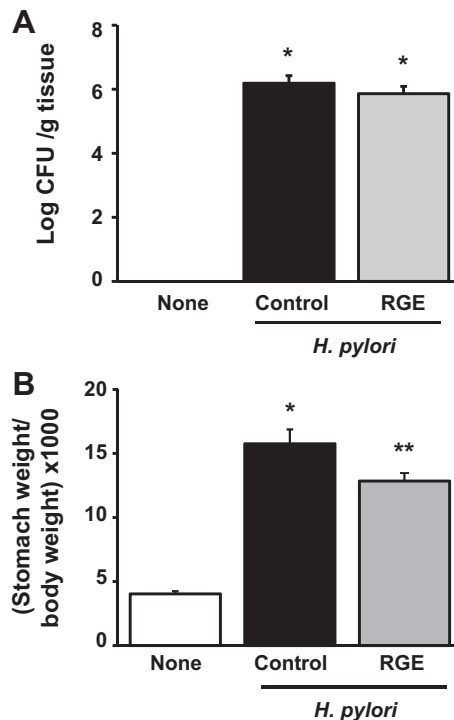 A
Log CFU /g tissue
8
6
4
2
0
*
*
None Control RGE
H. pylori
B
(Stomach weight/
body weight) x1000
20
15
10
5
0
*
**
None Control RGE
H. pylori